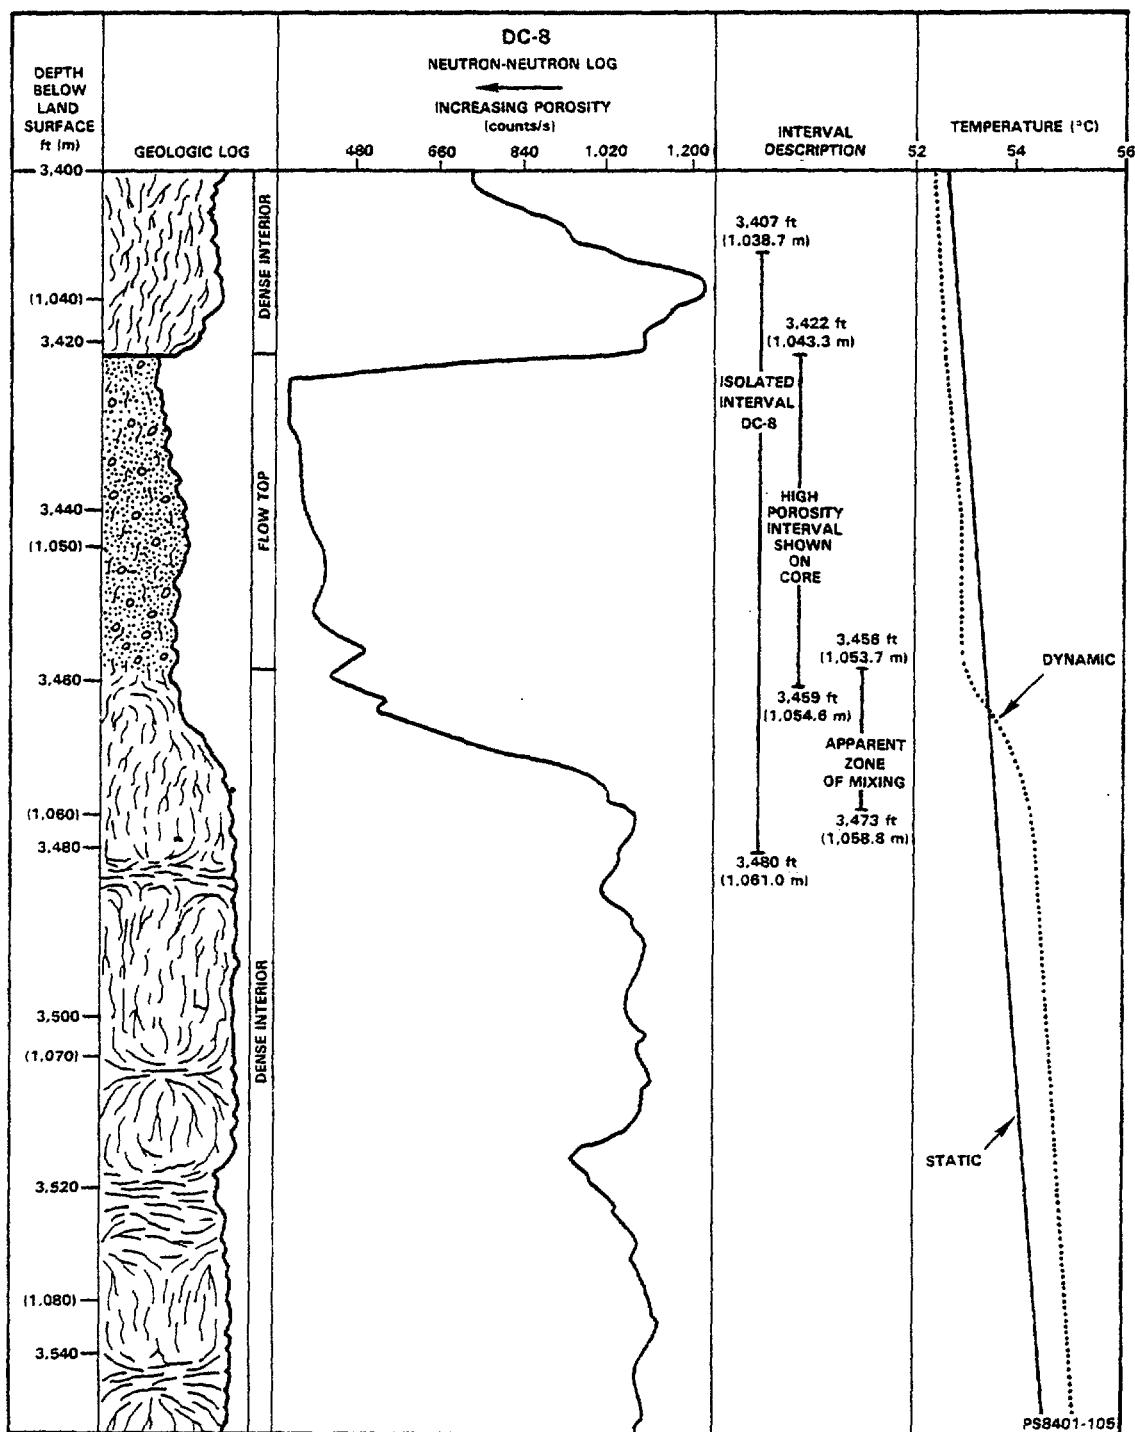 DC-8
NEUTRON-NEUTRON LOG
INCREASING POROSITY
(counts/s)
DEPTH
BELOW
LAND
SURFACE
ft (m)
GEOLOGIC LOG
480 660 840 1,020 1,200
INTERVAL
DESCRIPTION
TEMPERATURE (°C)
52 54 56
3,400
(1,040)
3,420
3,440
(1,050)
3,460
(1,060)
3,480
3,500
(1,070)
3,520
(1,080)
3,540
DENSE INTERIOR
FLOW TOP
DENSE INTERIOR
3,407 ft
(1,038.7 m)
3,422 ft
(1,043.3 m)
ISOLATED
INTERVAL
DC-8
HIGH
POROSITY
INTERVAL
SHOWN
ON
CORE
3,456 ft
(1,053.7 m)
3,459 ft
(1,054.6 m)
APPARENT
ZONE
OF MIXING
3,473 ft
(1,058.8 m)
3,480 ft
(1,061.0 m)
DYNAMIC
STATIC
PS8401-105